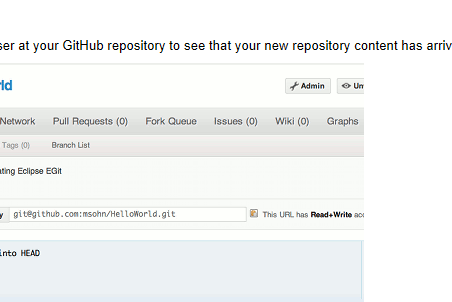 ser at your GitHub repository to see that your new repository content has arriv
rld
Admin Un
Network Pull Requests (0) Fork Queue Issues (0) Wiki (0) Graphs
Tags (0) Branch List
ating Eclipse EGit
y git@github.com:msohn/HelloWorld.git This URL has Read+Write acc
into HEAD